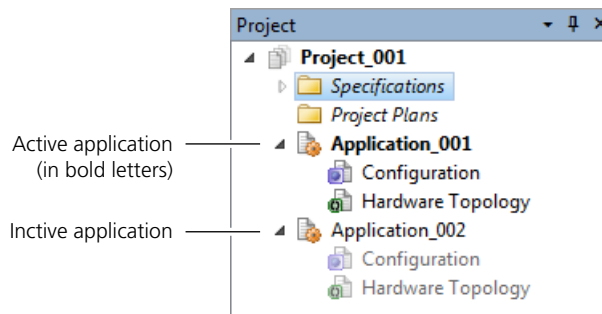 Project
Project_001
Specifications
Project Plans
Active application
(in bold letters)
Application_001
Configuration
Hardware Topology
Inctive application
Application_002
Configuration
Hardware Topology